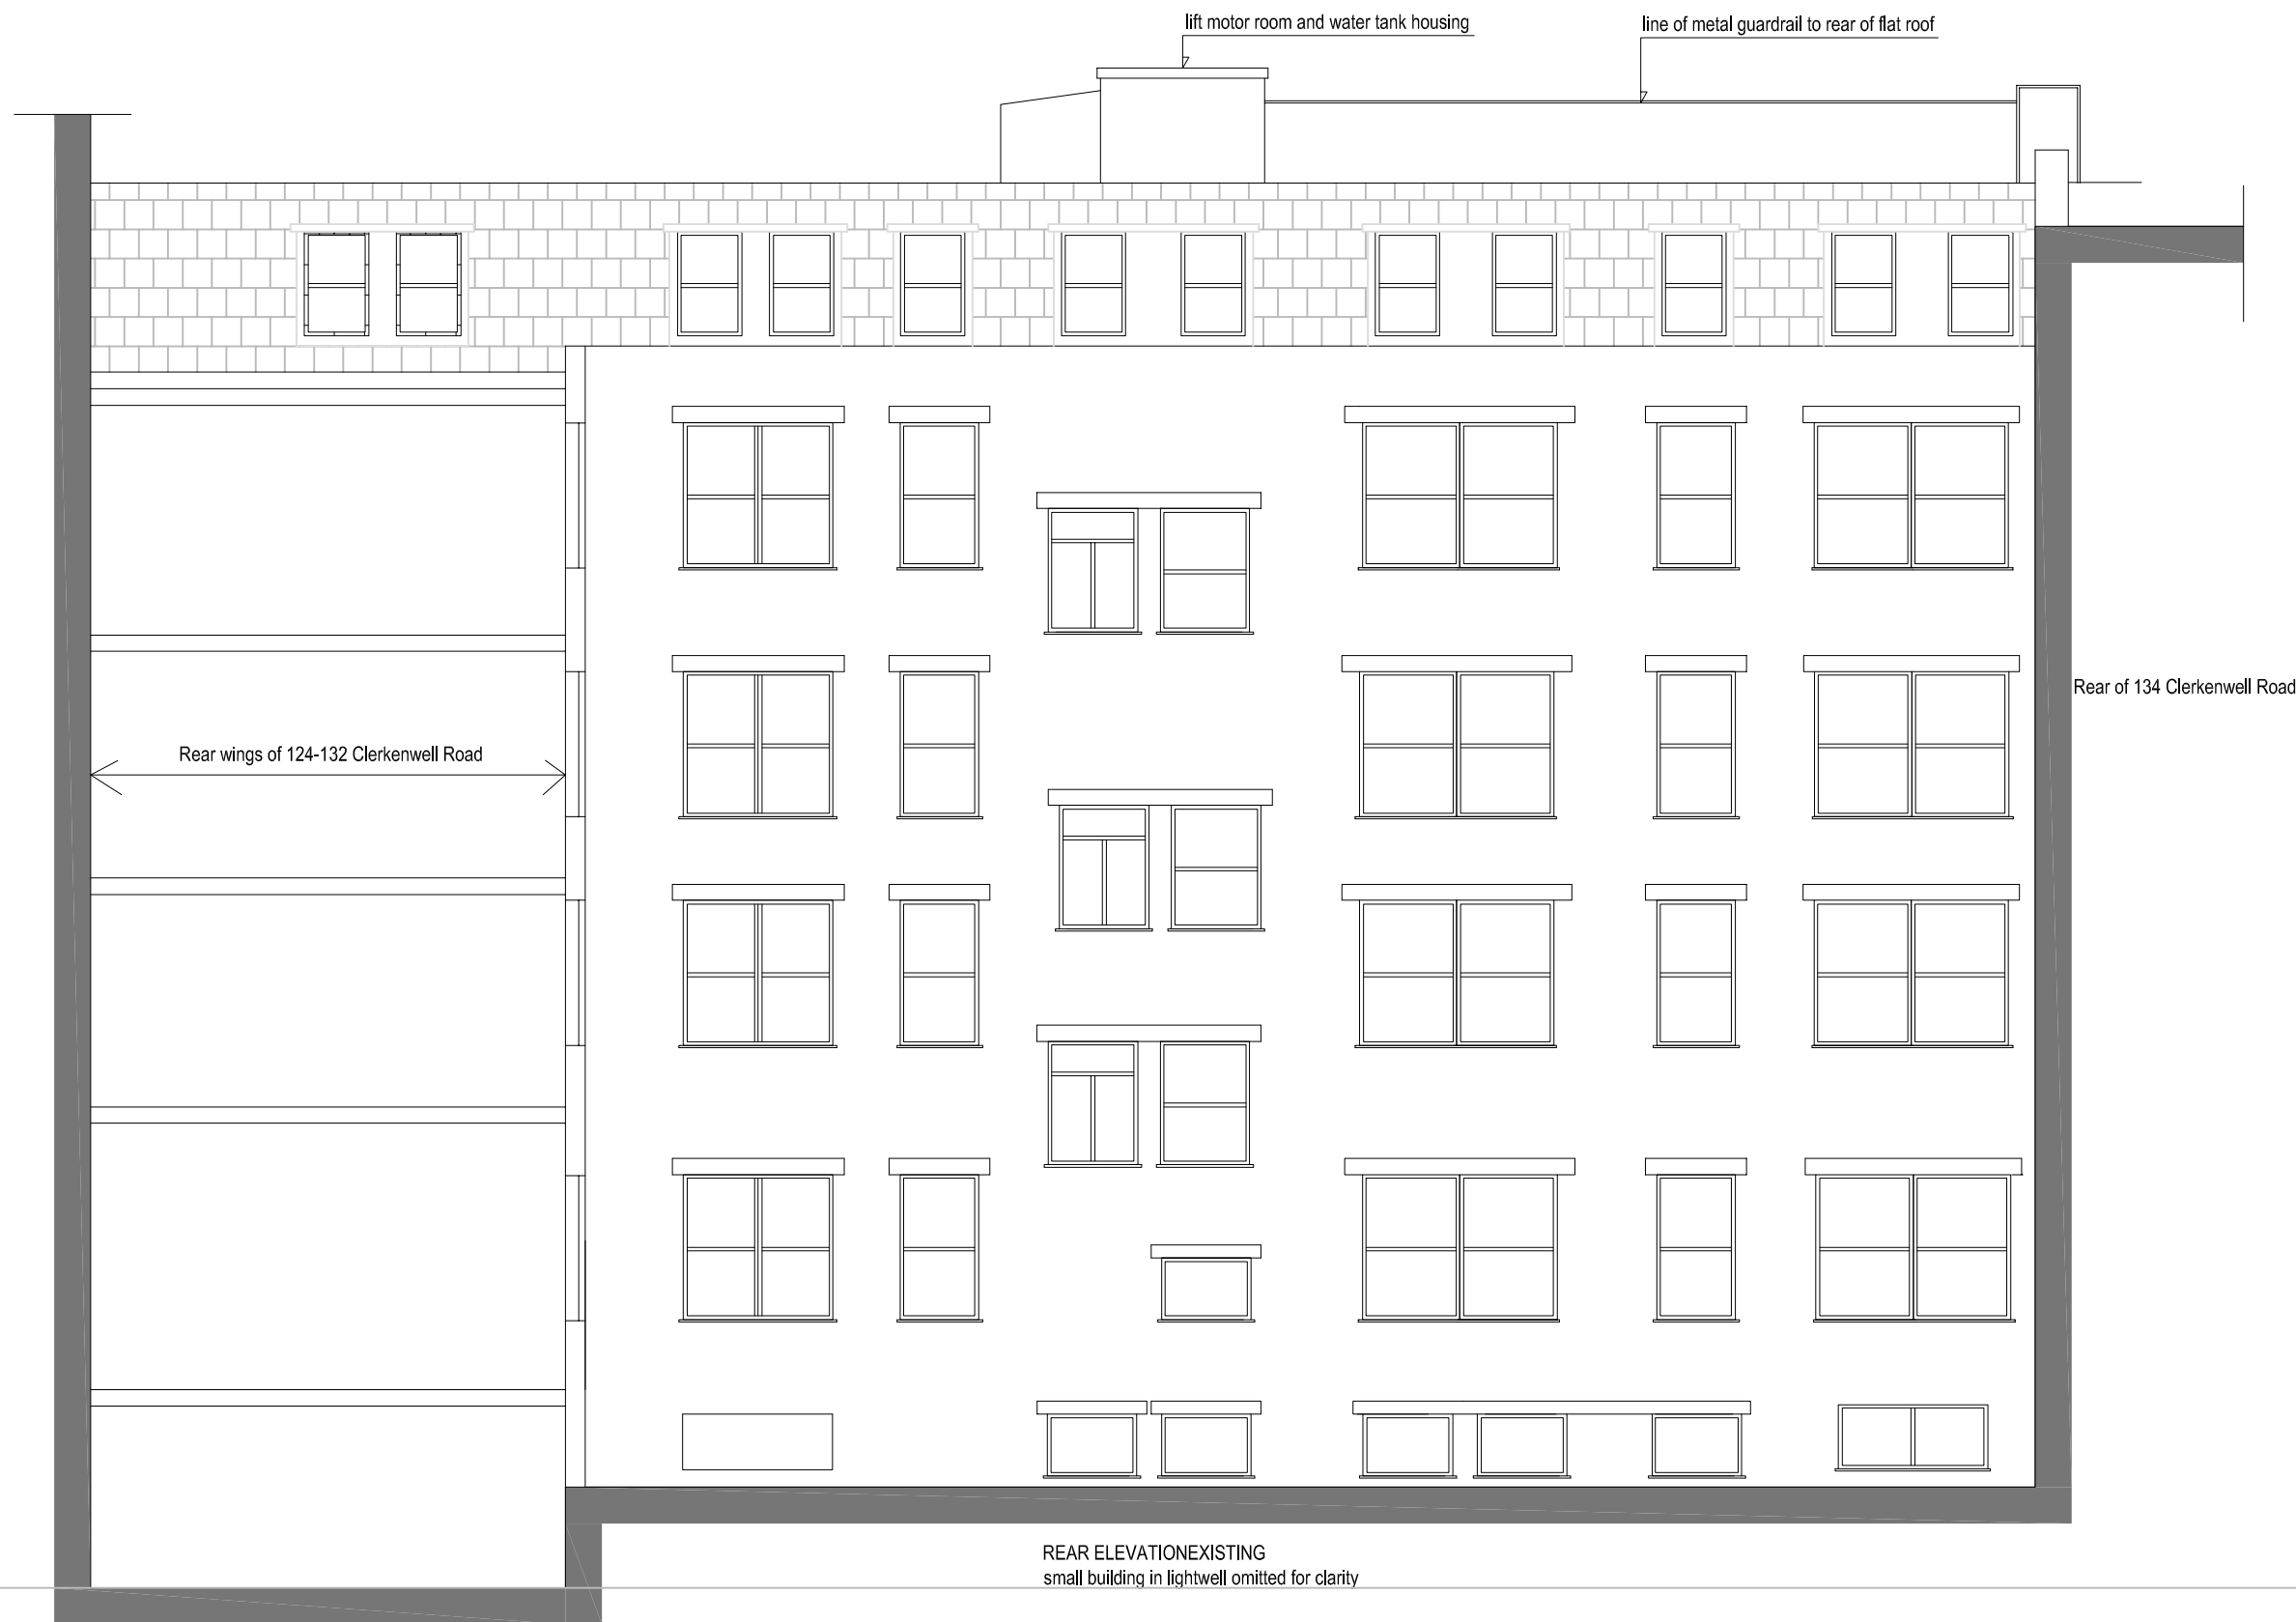 lift motor room and water tank housing
line of metal guardrail to rear of flat roof
Rear of 134 Clerkenwell Road
Rear wings of 124-132 Clerkenwell Road
REAR ELEVATIONEXISTING
small building in lightwell omitted for clarity